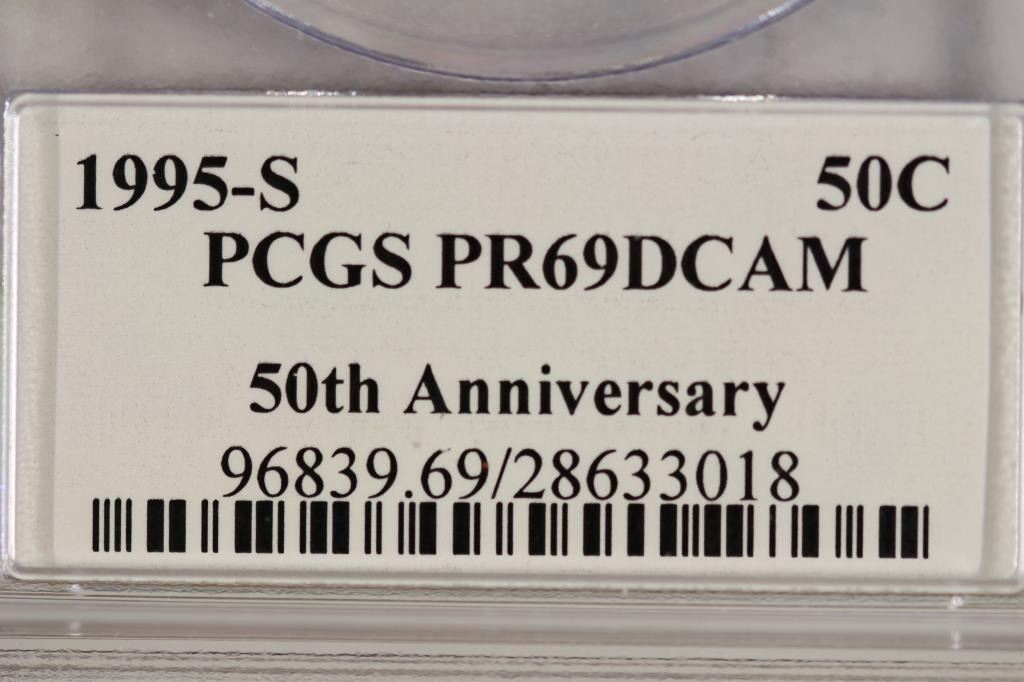 1995-S 50C
PCGS PR69DCAM
50th Anniversary
96839.69/28633018